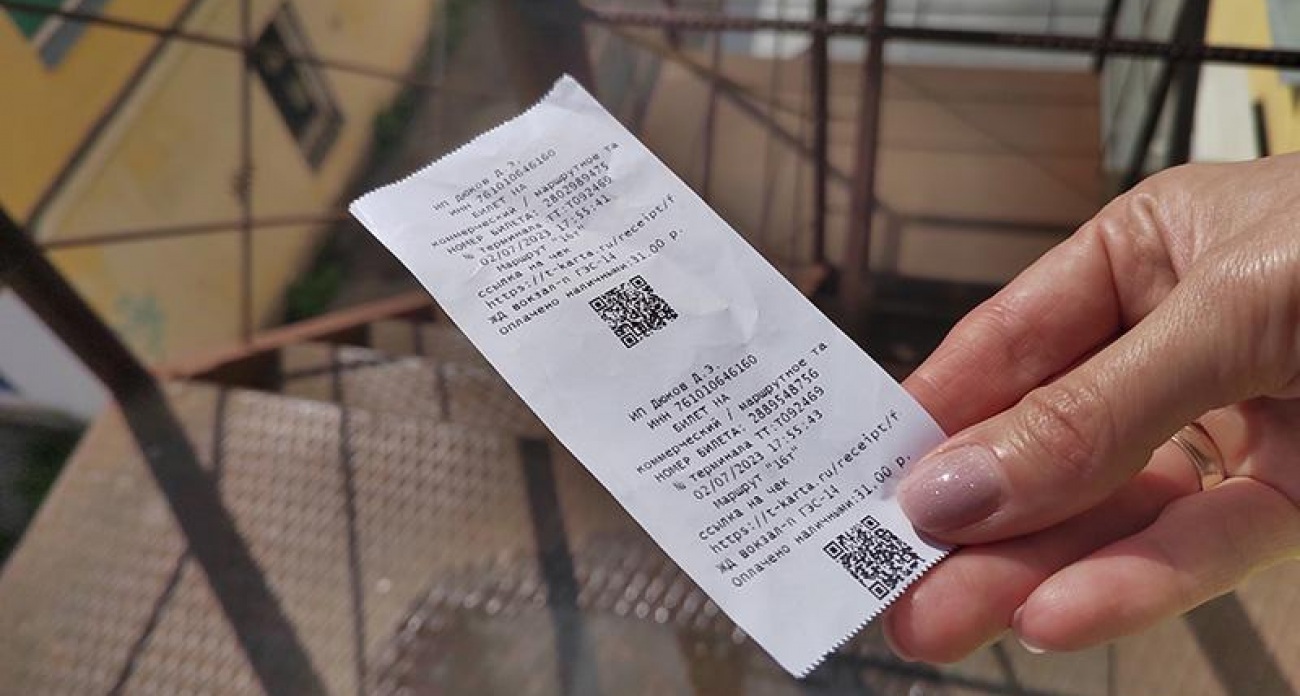 ИП Дюков Д.Э.
ИНН 761010646160
БИЛЕТ НА
коммерческий / маршрутное та
НОМЕР БИЛЕТА: 2802989475
№ Терминала ТТ:Т092469
02/07/2023 17:55:41
Маршрут "16т"
ссылка на чек
https://t-karta.ru/receipt/f
ЖД вокзал-п ГЭС-14
Оплачено наличными:31.00 р.
ИП Дюков Д.Э.
ИНН 761010646160
БИЛЕТ НА
коммерческий / маршрутное та
НОМЕР БИЛЕТА: 2889548756
№ Терминала ТТ:Т092469
02/07/2023 17:55:43
Маршрут "16т"
ссылка на чек
https://t-karta.ru/receipt/f
ЖД вокзал-п ГЭС-14
Оплачено наличными:31.00 р.